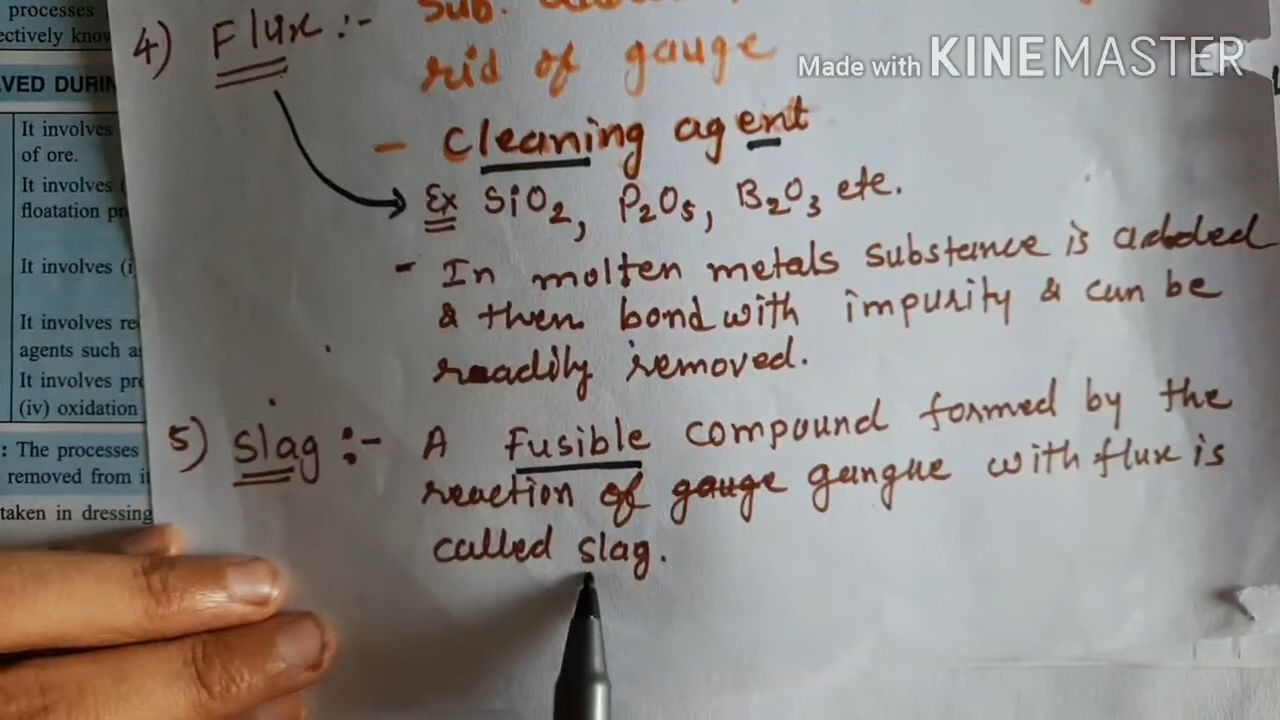 processes
ectively know
VED DURIN
It involves
of ore.
It involves
floatation pr
It involves (i
It involves re
agents such a
It involves pr
(iv) oxidation
: The processes
removed from i
taken in dressing
Made with KINEMASTER
4) Flux :- Sub.
rid of gauge
- Cleaning agent
Ex SiO2, P2O5, B2O3 etc.
- In molten metals substance is added
& then bond with impurity & can be
readily removed.
5) Slag :- A Fusible compound formed by the
reaction of gauge gangue with flux is
called slag.